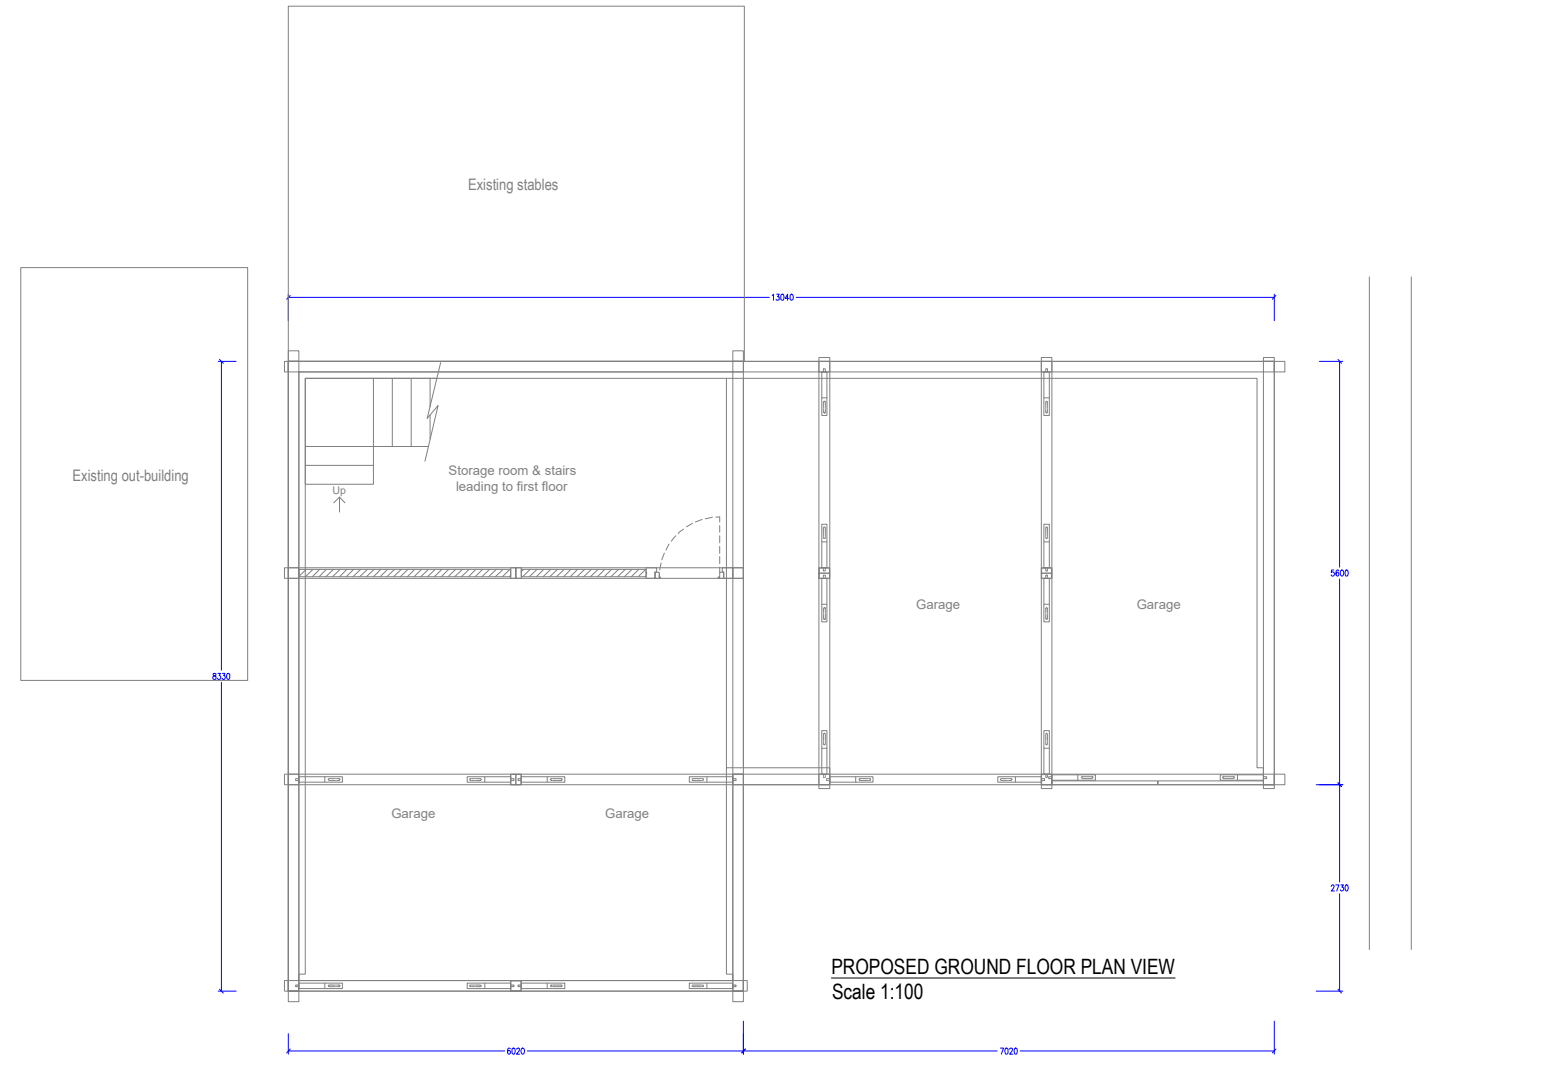 Existing stables
13040
Existing out-building
Storage room & stairs
leading to first floor
Up
5600
Garage
Garage
8330
Garage
Garage
2730
PROPOSED GROUND FLOOR PLAN VIEW
Scale 1:100
6020
7020